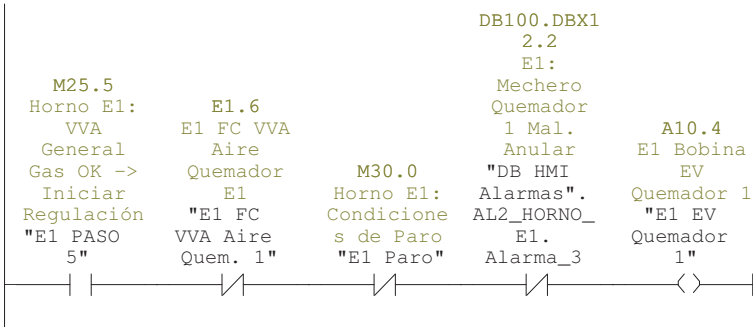 M25.5
Horno E1:
VVA
General
Gas OK ->
Iniciar
Regulación
"E1 PASO
5"
E1.6
E1 FC VVA
Aire
Quemador
E1
"E1 FC
VVA Aire
Quem. 1"
M30.0
Horno E1:
Condicione
s de Paro
"E1 Paro"
DB100.DBX1
2.2
E1:
Mechero
Quemador
1 Mal.
Anular
"DB HMI
Alarmas".
AL2_HORNO_
E1.
Alarma_3
A10.4
E1 Bobina
EV
Quemador 1
"E1 EV
Quemador
1"